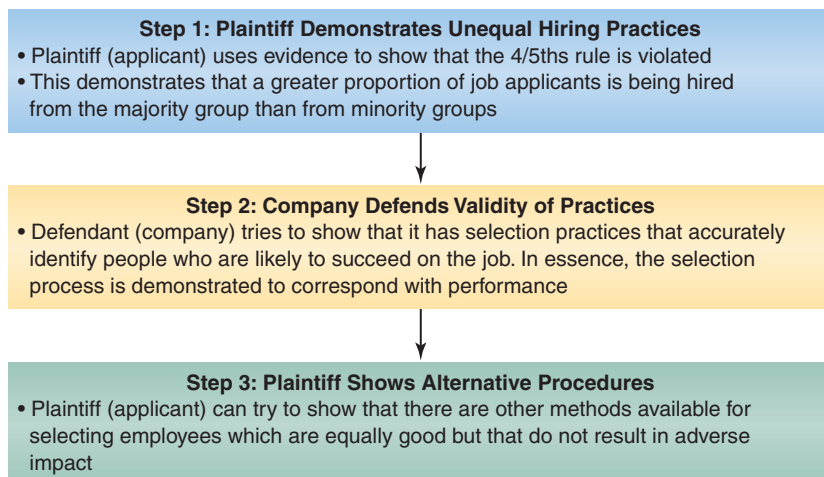 Step 1: Plaintiff Demonstrates Unequal Hiring Practices
• Plaintiff (applicant) uses evidence to show that the 4/5ths rule is violated
• This demonstrates that a greater proportion of job applicants is being hired
from the majority group than from minority groups
Step 2: Company Defends Validity of Practices
• Defendant (company) tries to show that it has selection practices that accurately
identify people who are likely to succeed on the job. In essence, the selection
process is demonstrated to correspond with performance
Step 3: Plaintiff Shows Alternative Procedures
• Plaintiff (applicant) can try to show that there are other methods available for
selecting employees which are equally good but that do not result in adverse
impact